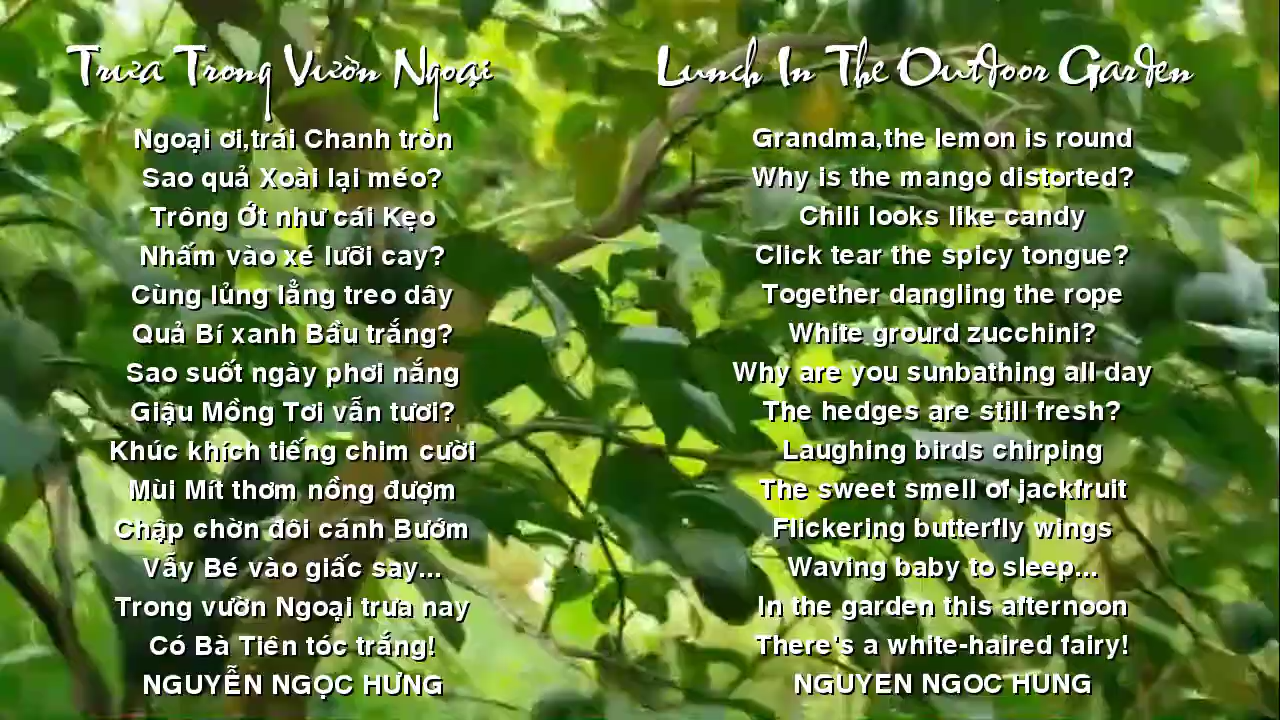 Trưa Trong Vườn Ngoại
Ngoại ơi,trái Chanh tròn
Sao quả Xoài lại méo?
Trông Ớt như cái Kẹo
Nhấm vào xé lưỡi cay?
Cùng lủng lẳng treo dây
Quả Bí xanh Bầu trắng?
Sao suốt ngày phơi nắng
Giậu Mồng Tơi vẫn tươi?
Khúc khích tiếng chim cười
Mùi Mít thơm nồng đượm
Chập chờn đôi cánh Bướm
Vẫy Bé vào giấc say...
Trong vườn Ngoại trưa nay
Có Bà Tiên tóc trắng!
NGUYỄN NGỌC HƯNG
Lunch In The Outdoor Garden
Grandma,the lemon is round
Why is the mango distorted?
Chili looks like candy
Click tear the spicy tongue?
Together dangling the rope
White grourd zucchini?
Why are you sunbathing all day
The hedges are still fresh?
Laughing birds chirping
The sweet smell of jackfruit
Flickering butterfly wings
Waving baby to sleep...
In the garden this afternoon
There's a white-haired fairy!
NGUYEN NGOC HUNG